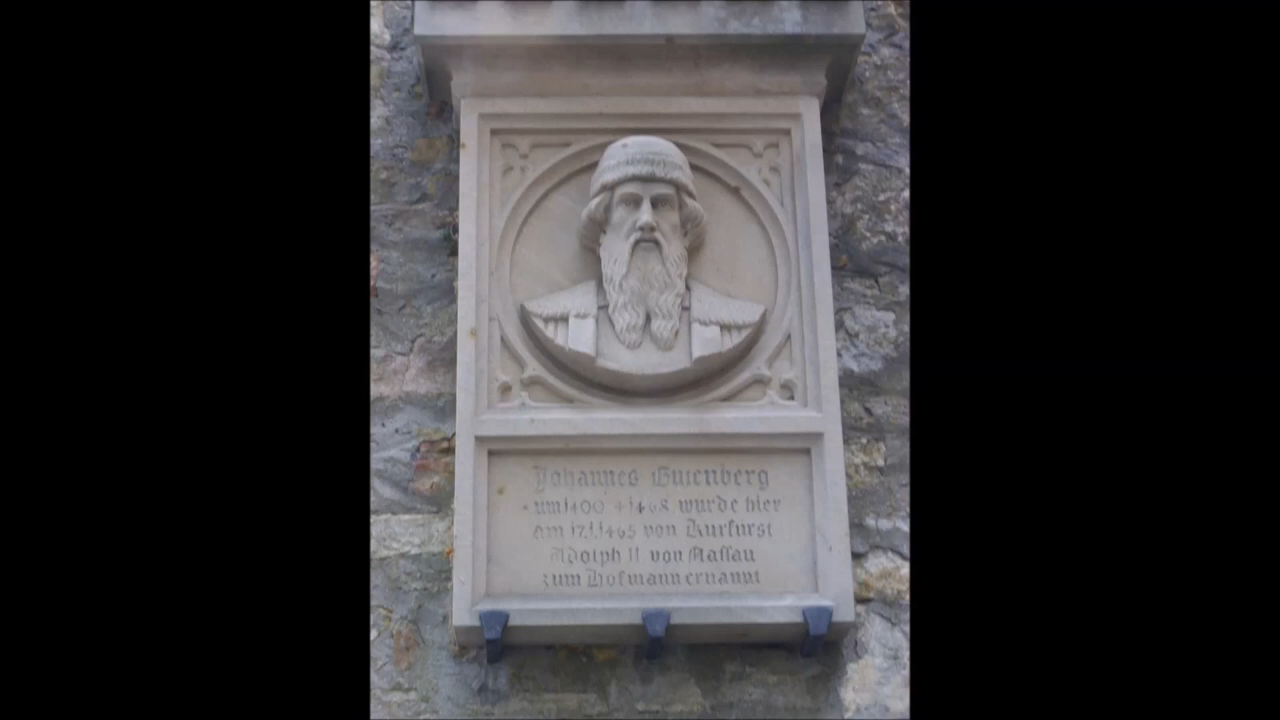 Johannes Gutenberg
* um 1400 + 1468, wurde hier
am 17.1.1465 von Kurfürst
Adolph II von Nassau
zum Hofmann ernannt